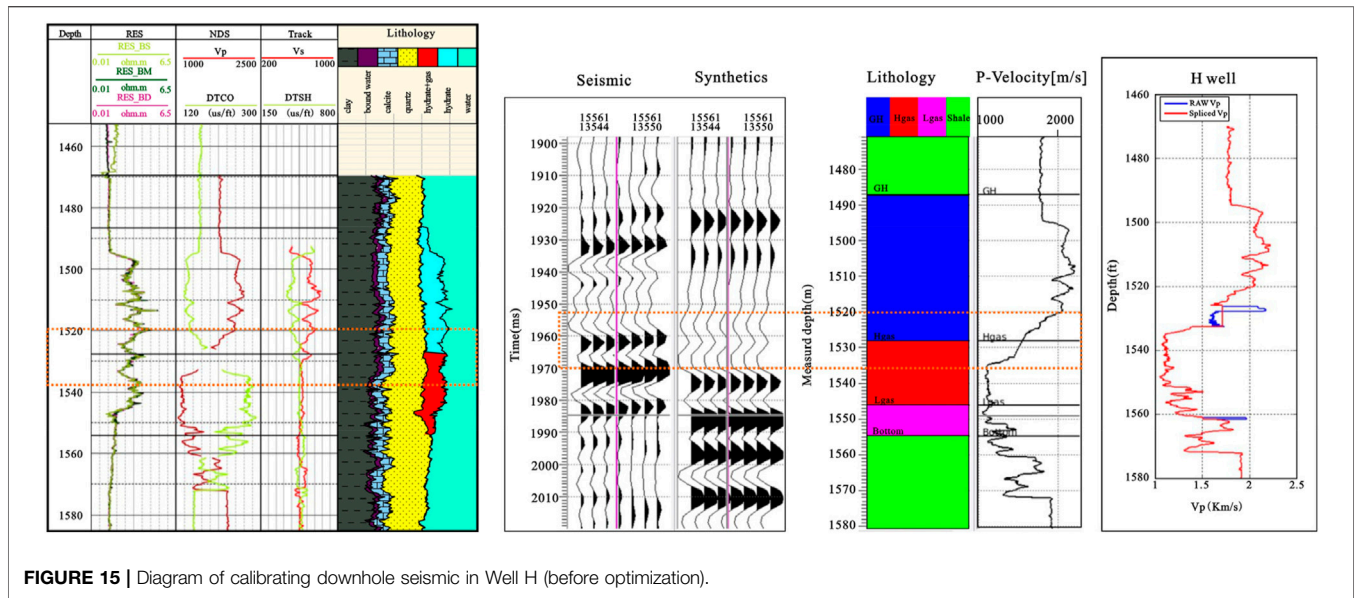 Depth
RES
NDS
Track
Lithology
RES_BS
0.01 ohm.m 6.5
RES_BM
0.01 ohm.m 6.5
RES_BD
0.01 ohm.m 6.5
Vp
1000 2500
DTCO
120 (us/ft) 300
Vs
200 1000
DTSH
150 (us/ft) 800
clay
bound water
calcite
quartz
hydrate+gas
hydrate
water
1460
1480
1500
1520
1540
1560
1580
Seismic
Synthetics
15561 15561
13544 13550
15561 15561
13544 13550
Time(ms)
1900
1910
1920
1930
1940
1950
1960
1970
1980
1990
2000
2010
Lithology
P-Velocity[m/s]
GH Hgas Lgas Shale
1000 2200
Measurd depth(m)
1480
1490
1500
1510
1520
1530
1540
1550
1560
1570
1580
GH
Hgas
Lgas
Bottom
GH
Hgas
Lgas
Bottom
H well
RAW Vp
Spliced Vp
Depth(ft)
1460
1480
1500
1520
1540
1560
1580
1 1.5 2 2.5
Vp(Km/s)
FIGURE 15 | Diagram of calibrating downhole seismic in Well H (before optimization).